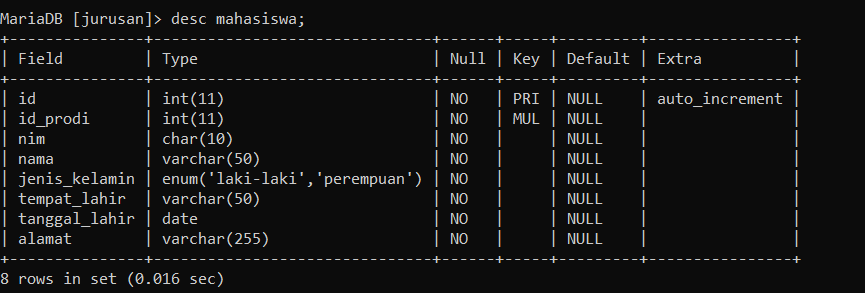 MariaDB [jurusan]> desc mahasiswa;
+---------------+-------------------------------+------+-----+---------+----------------+
| Field         | Type                          | Null | Key | Default | Extra          |
+---------------+-------------------------------+------+-----+---------+----------------+
| id            | int(11)                       | NO   | PRI | NULL    | auto_increment |
| id_prodi      | int(11)                       | NO   | MUL | NULL    |                |
| nim           | char(10)                      | NO   |     | NULL    |                |
| nama          | varchar(50)                   | NO   |     | NULL    |                |
| jenis_kelamin | enum('laki-laki','perempuan') | NO   |     | NULL    |                |
| tempat_lahir  | varchar(50)                   | NO   |     | NULL    |                |
| tanggal_lahir | date                          | NO   |     | NULL    |                |
| alamat        | varchar(255)                  | NO   |     | NULL    |                |
+---------------+-------------------------------+------+-----+---------+----------------+
8 rows in set (0.016 sec)